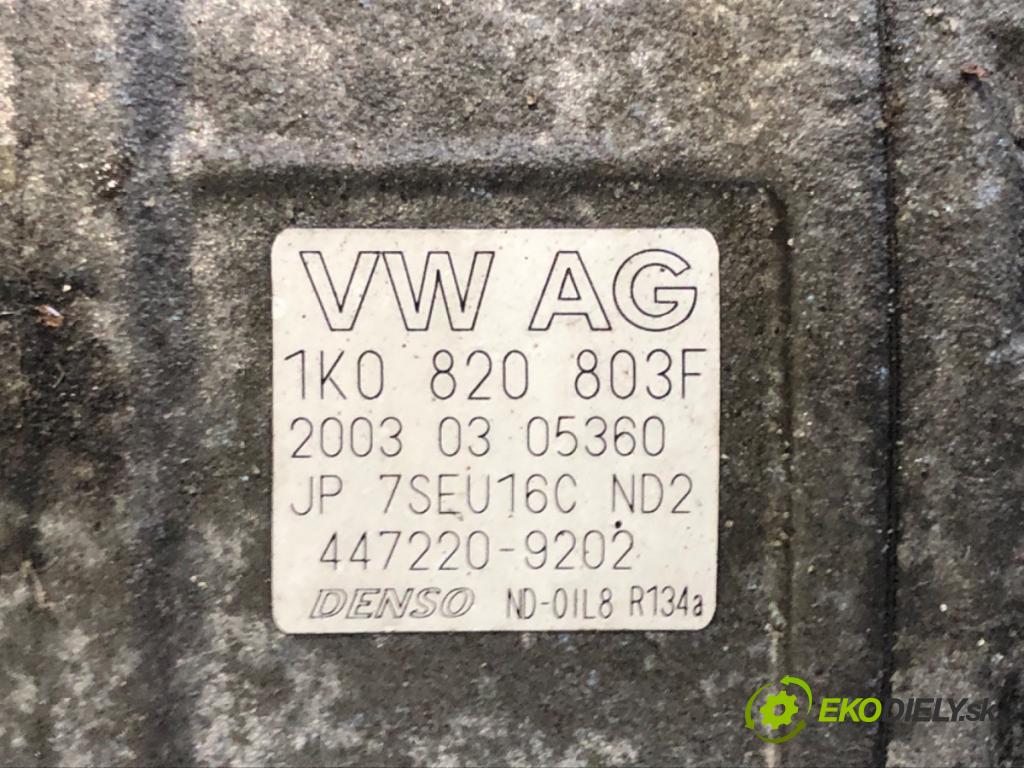 VW AG
1K0 820 803F
2003 03 05360
JP 7SEU16C ND2
447220-9202
DENSO ND-OIL8 R134a
EKODIELY.sk